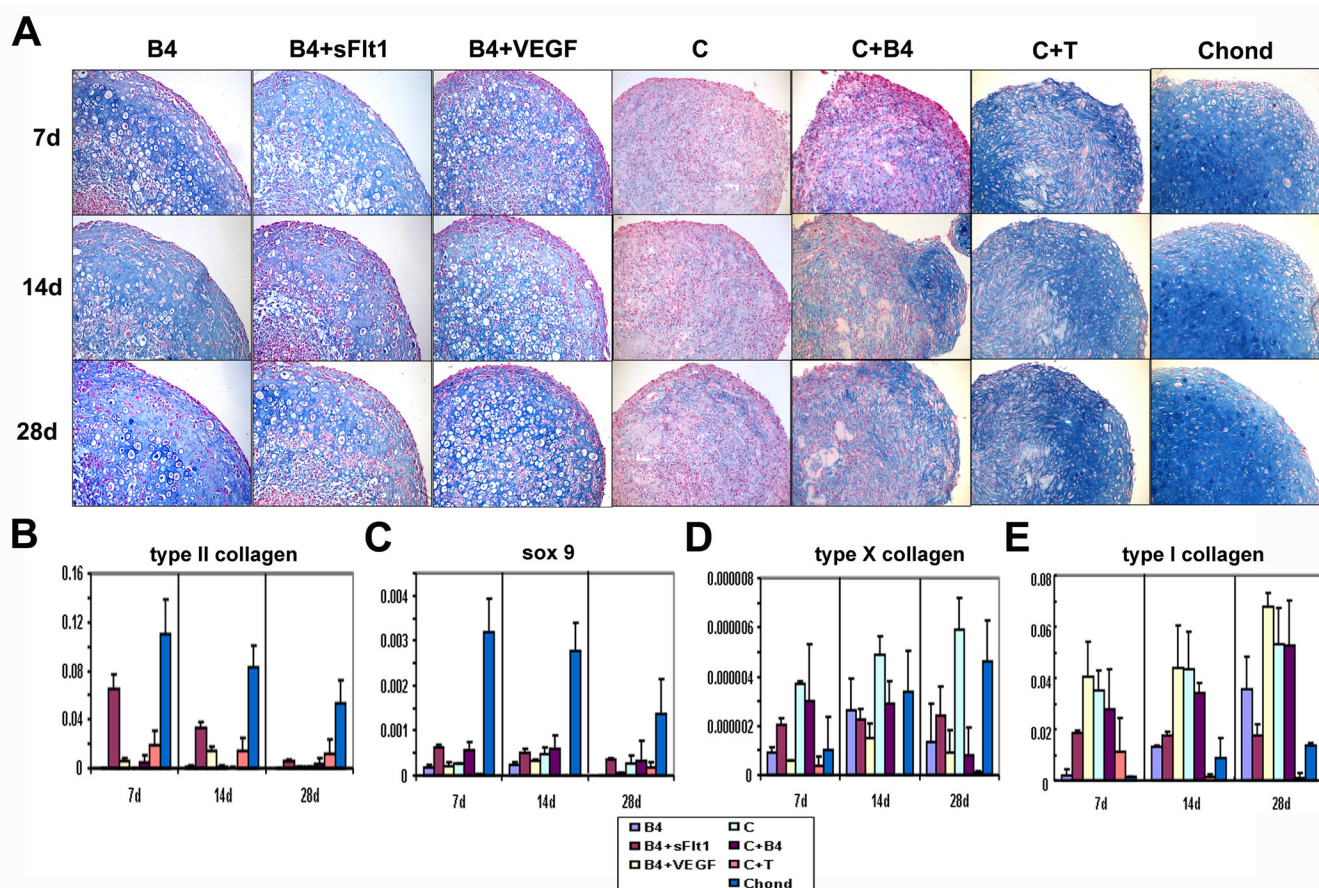 A
B4 B4+sFlt1 B4+VEGF C C+B4 C+T Chond
7d
14d
28d
B type II collagen
0.16
0.12
0.08
0.04
0
7d 14d 28d
C sox 9
0.004
0.003
0.002
0.001
0
7d 14d 28d
D type X collagen
0.000008
0.000006
0.000004
0.000002
0
7d 14d 28d
E type I collagen
0.08
0.06
0.04
0.02
0
7d 14d 28d
B4 C
B4+sFlt1 C+B4
B4+VEGF C+T
Chond